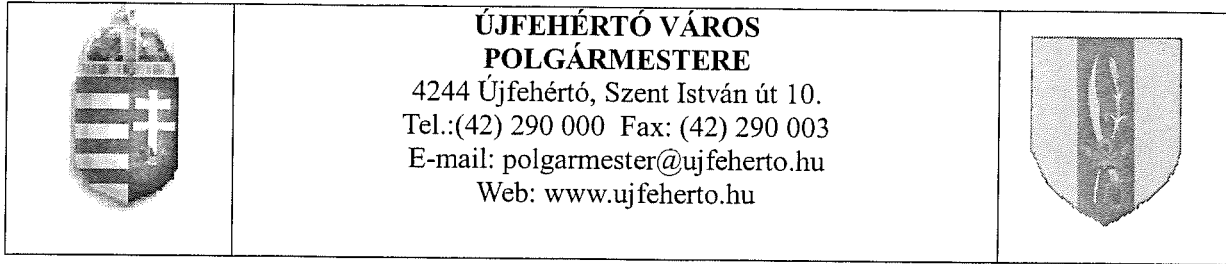 ÚJFEHÉRTÓ VÁROS
POLGÁRMESTERE
4244 Újfehértó, Szent István út 10.
Tel.:(42) 290 000 Fax: (42) 290 003
E-mail: polgarmester@ujfeherto.hu
Web: www.ujfeherto.hu